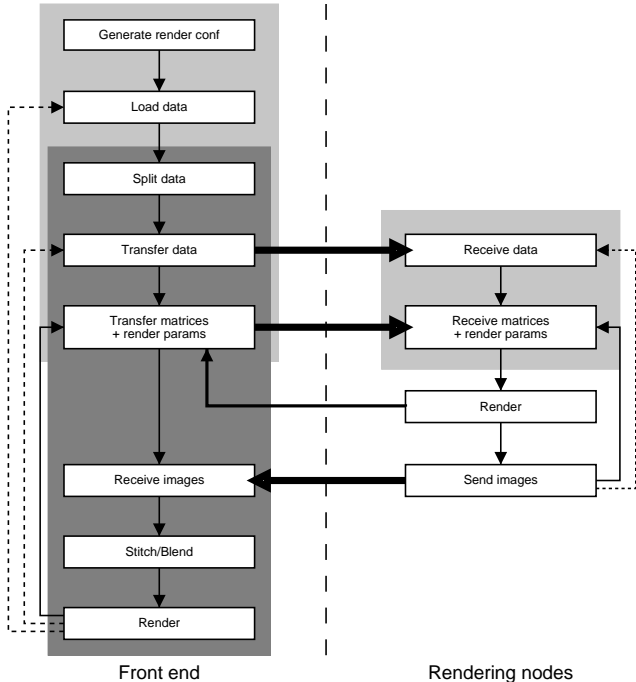 Generate render conf
Load data
Split data
Transfer data
Receive data
Transfer matrices
+ render params
Receive matrices
+ render params
Render
Receive images
Send images
Stitch/Blend
Render
Front end
Rendering nodes